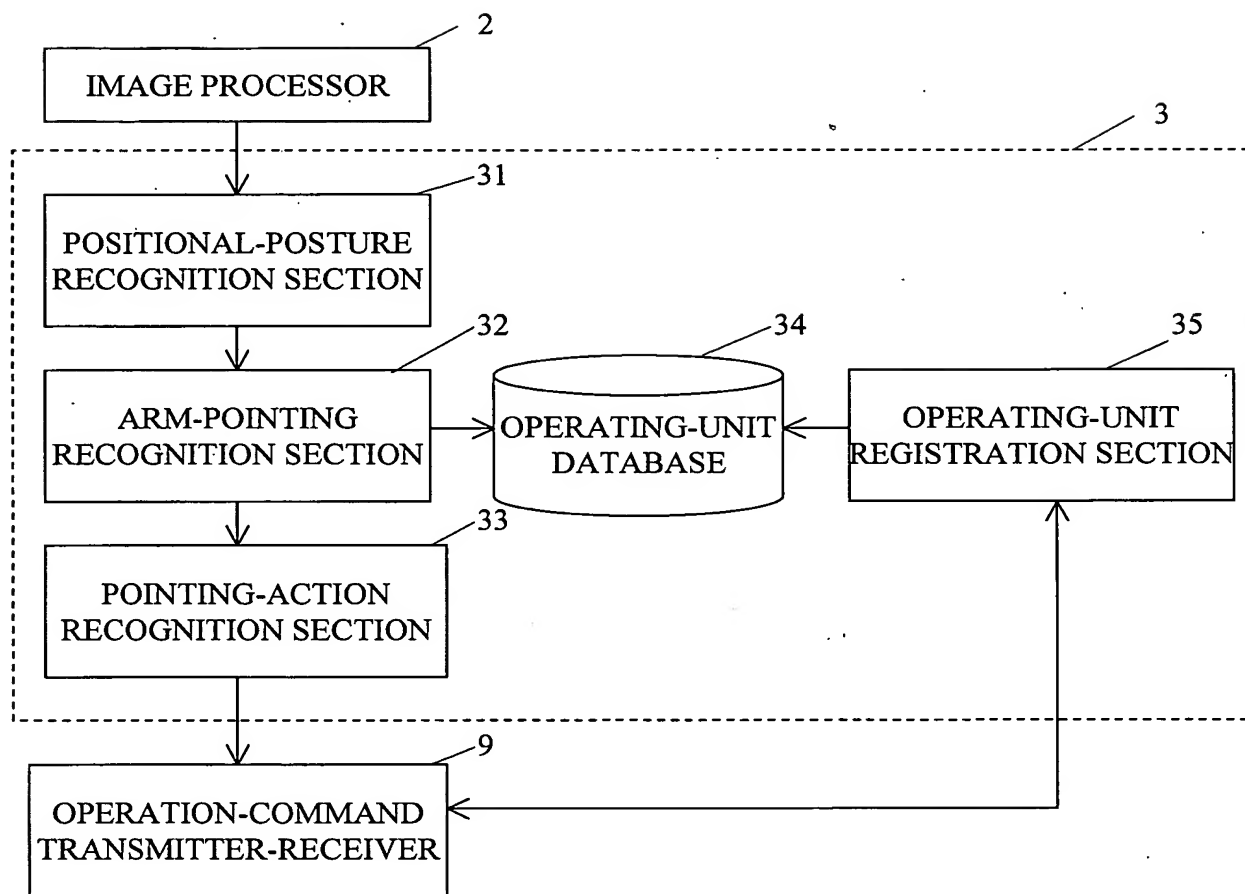 2
IMAGE PROCESSOR
3
31
POSITIONAL-POSTURE
RECOGNITION SECTION
32
34
35
ARM-POINTING
RECOGNITION SECTION
OPERATING-UNIT
DATABASE
OPERATING-UNIT
REGISTRATION SECTION
33
POINTING-ACTION
RECOGNITION SECTION
9
OPERATION-COMMAND
TRANSMITTER-RECEIVER